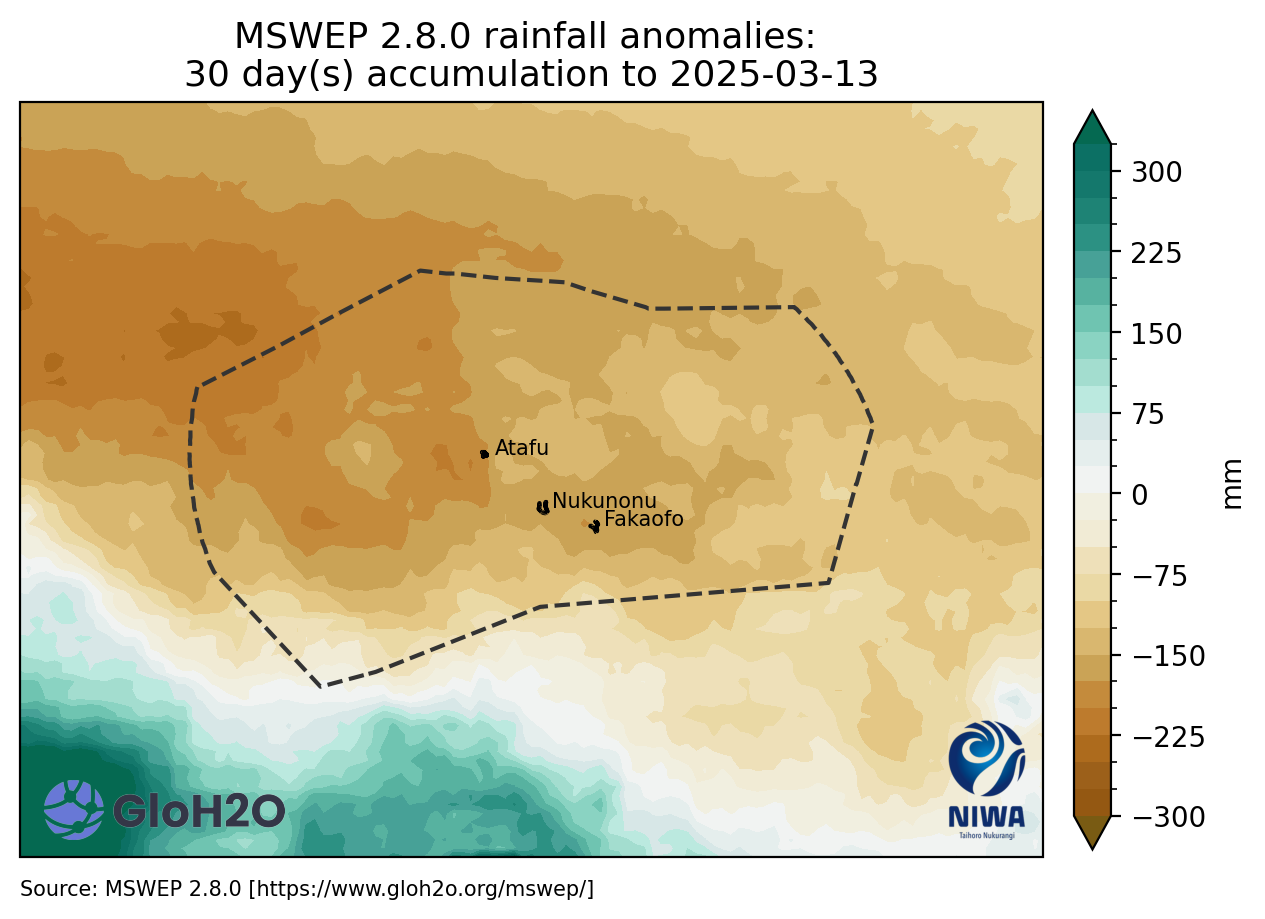 MSWEP 2.8.0 rainfall anomalies:
30 day(s) accumulation to 2025-03-13
300
225
150
75
0
−75
−150
−225
−300
mm
Atafu
Nukunonu
Fakaofo
GloH2O
NIWA
Taihoro Nukurangi
Source: MSWEP 2.8.0 [https://www.gloh2o.org/mswep/]